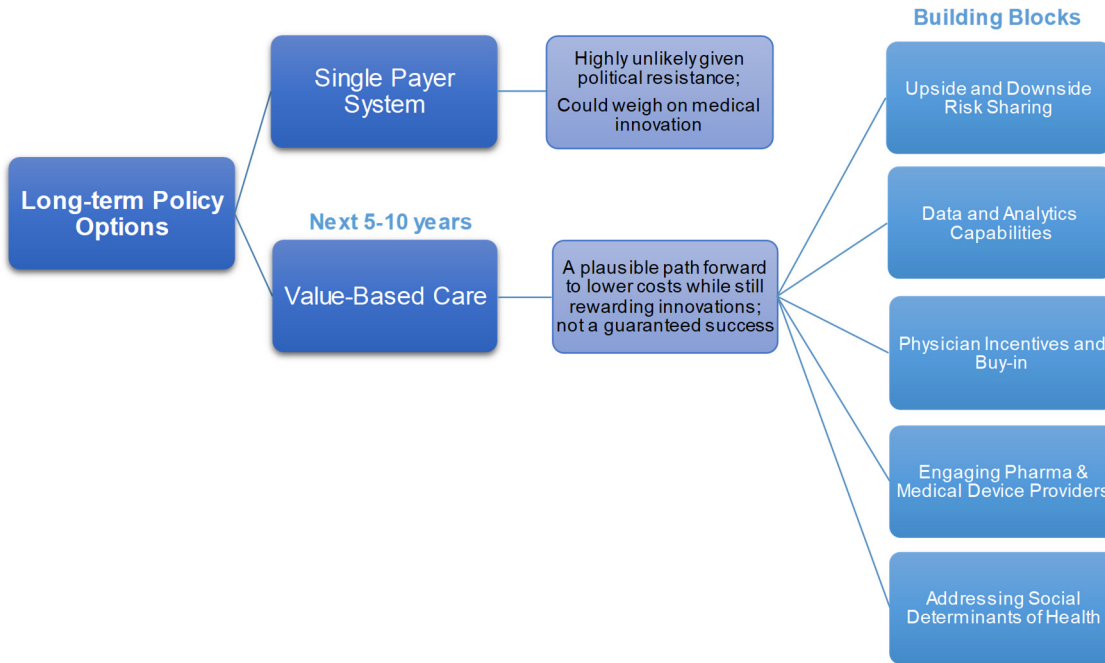 Building Blocks
Single Payer
System
Highly unlikely given
political resistance;
Could weigh on medical
innovation
Upside and Downside
Risk Sharing
Long-term Policy
Options
Next 5-10 years
Value-Based Care
A plausible path forward
to lower costs while still
rewarding innovations;
not a guaranteed success
Data and Analytics
Capabilities
Physician Incentives and
Buy-in
Engaging Pharma &
Medical Device Providers
Addressing Social
Determinants of Health